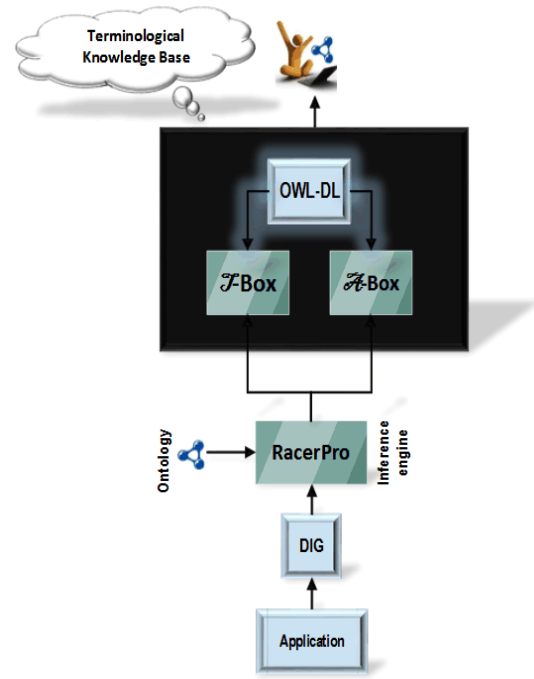 Terminological
Knowledge Base
OWL-DL
𝒯-Box
𝒜-Box
Ontology
RacerPro
Inference
engine
DIG
Application